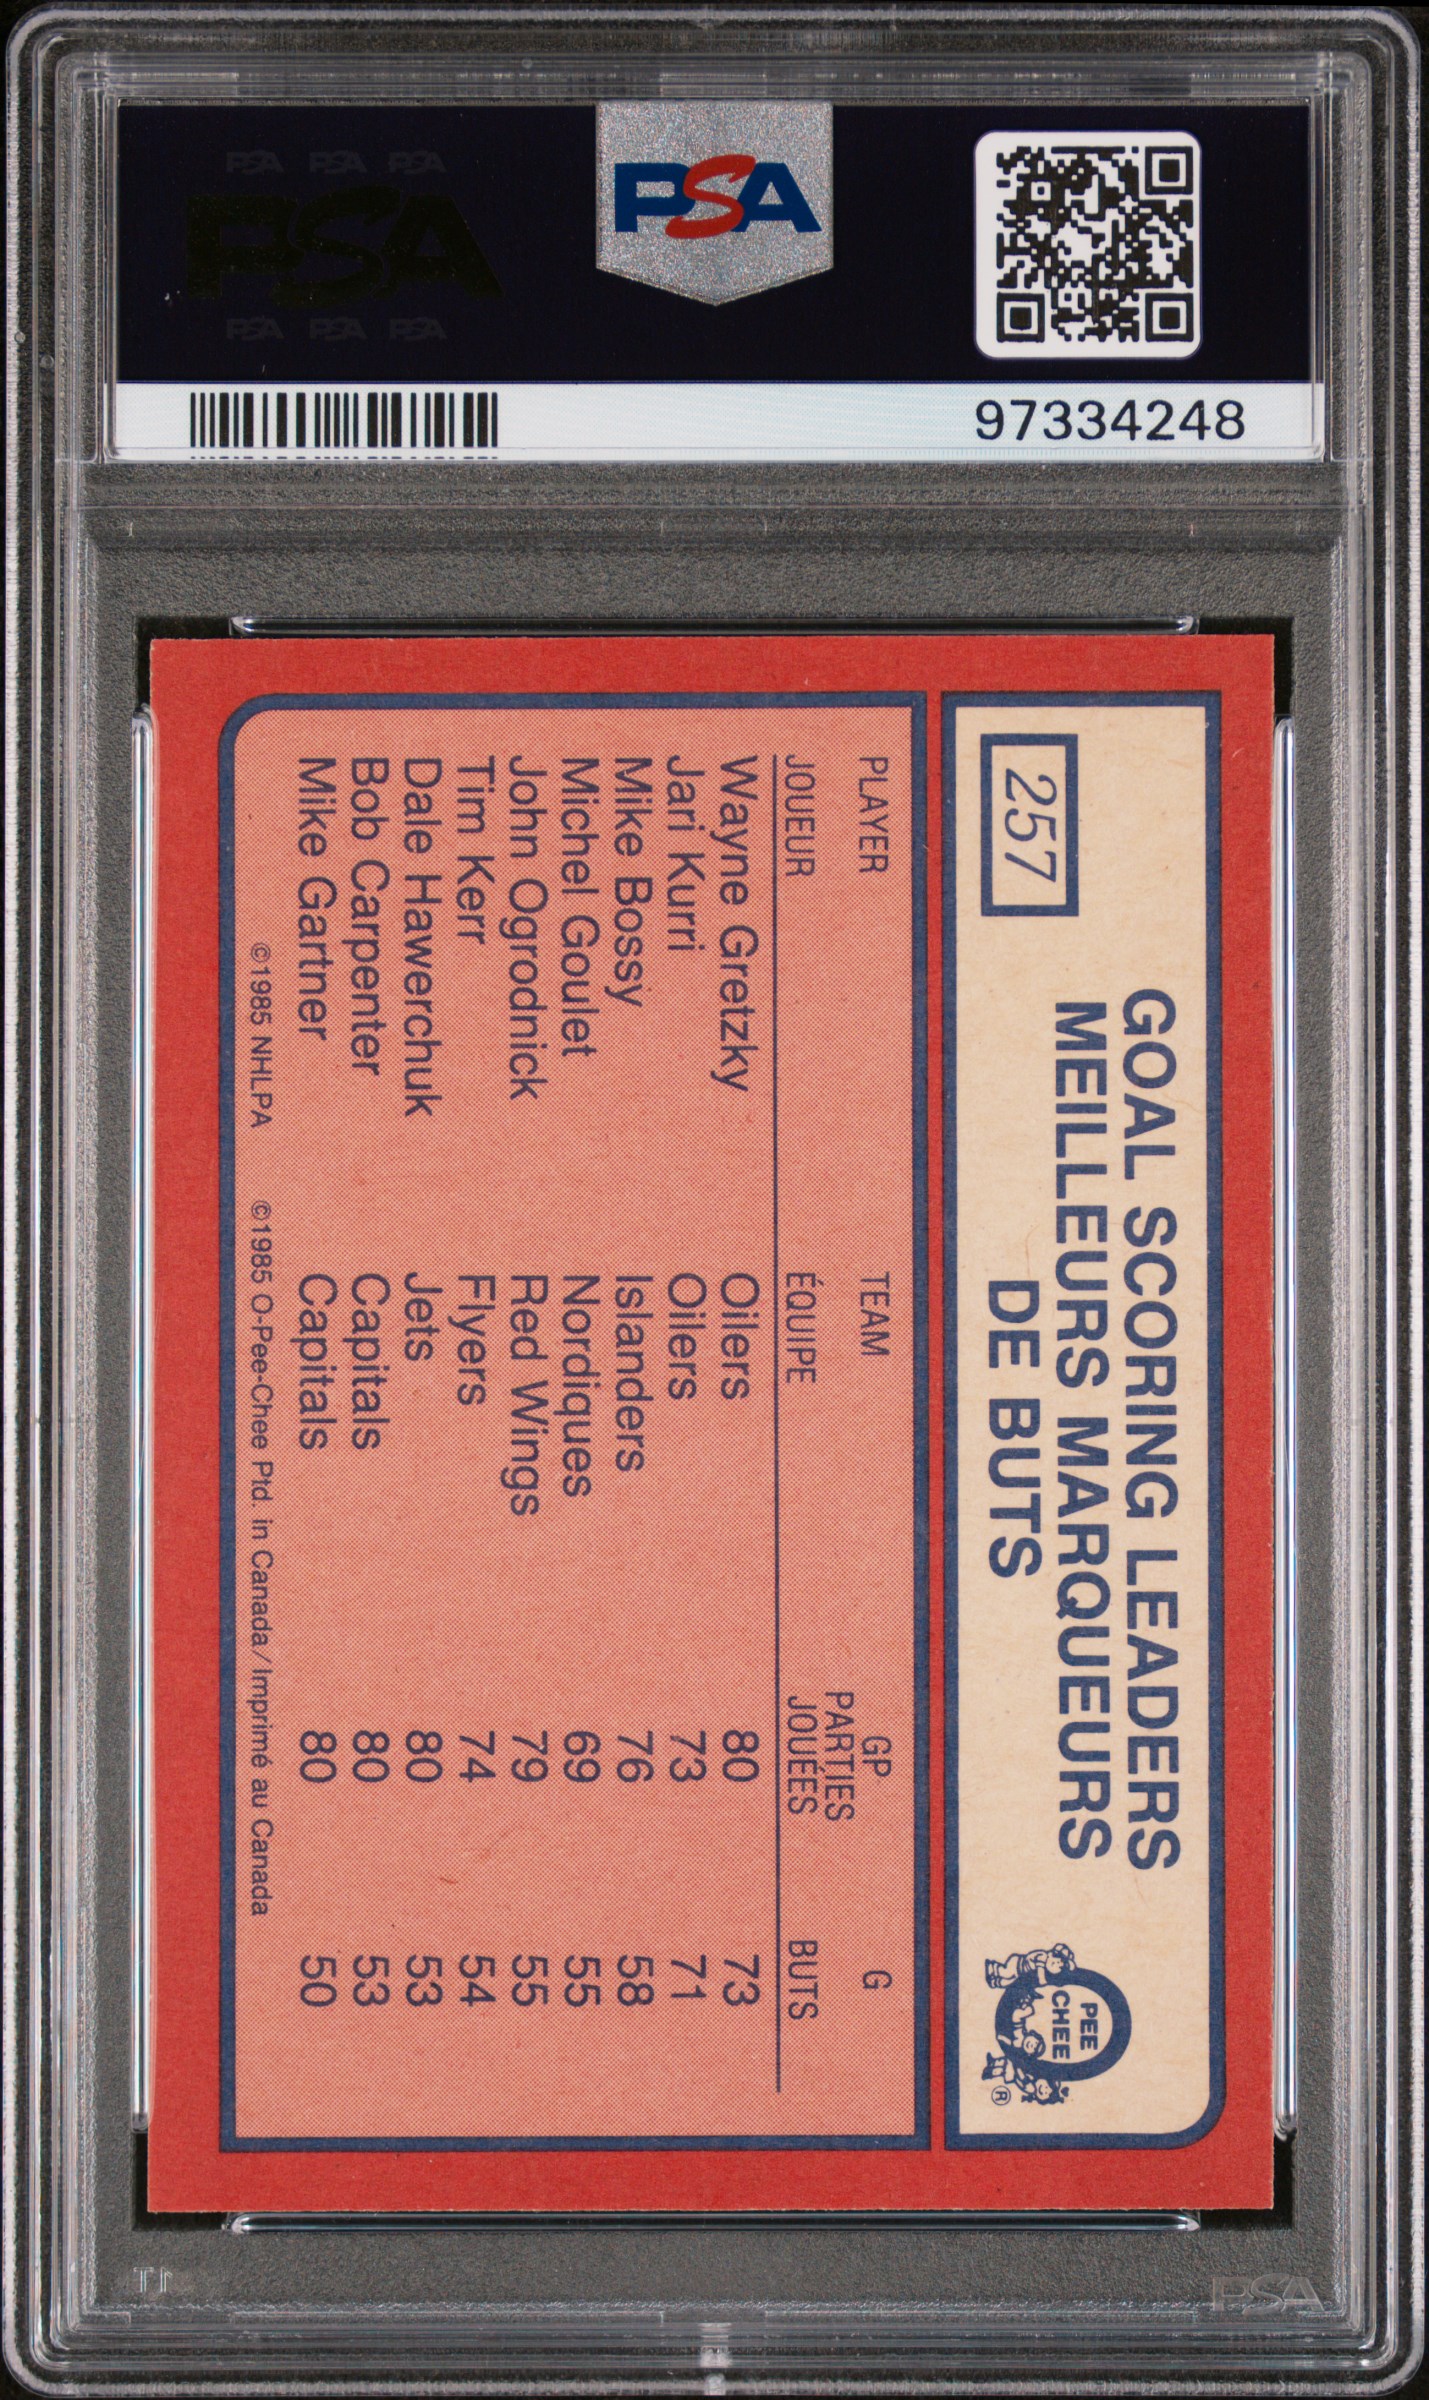 PSA PSA PSA
PSA
PSA PSA PSA
PSA
97334248
257
GOAL SCORING LEADERS
MEILLEURS MARQUEURS
DE BUTS
PEE
CHEE
®
PLAYER TEAM GP G
JOUEUR ÉQUIPE PARTIES JOUÉES BUTS
Wayne Gretzky Oilers 80 73
Jari Kurri Oilers 73 71
Mike Bossy Islanders 76 58
Michel Goulet Nordiques 69 55
John Ogrodnick Red Wings 79 55
Tim Kerr Flyers 74 54
Dale Hawerchuk Jets 80 53
Bob Carpenter Capitals 80 53
Mike Gartner Capitals 80 50
©1985 NHLPA ©1985 O-Pee-Chee Ptd. in Canada/Imprimé au Canada
PSA